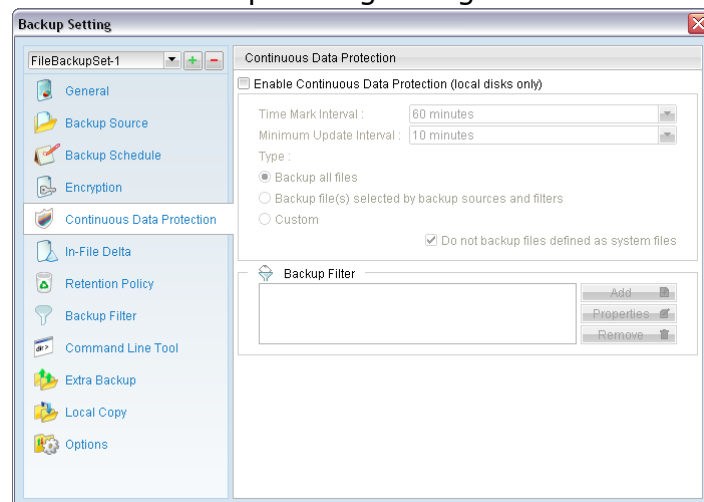 Backup Setting
FileBackupSet-1
General
Backup Source
Backup Schedule
Encryption
Continuous Data Protection
In-File Delta
Retention Policy
Backup Filter
Command Line Tool
Extra Backup
Local Copy
Options
Continuous Data Protection
Enable Continuous Data Protection (local disks only)
Time Mark Interval : 60 minutes
Minimum Update Interval : 10 minutes
Type :
Backup all files
Backup file(s) selected by backup sources and filters
Custom
Do not backup files defined as system files
Backup Filter
Add
Properties
Remove